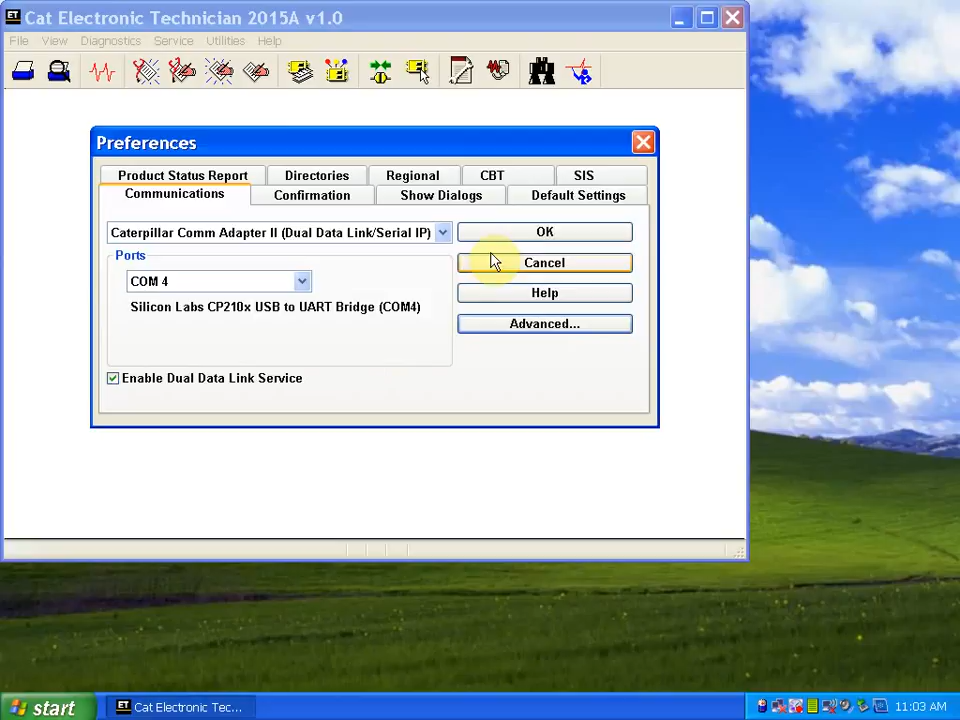 ET Cat Electronic Technician 2015A v1.0
File View Diagnostics Service Utilities Help
Preferences
Product Status Report Directories Regional CBT SIS
Communications Confirmation Show Dialogs Default Settings
Caterpillar Comm Adapter II (Dual Data Link/Serial IP) OK
Ports
Cancel
COM 4
Help
Silicon Labs CP210x USB to UART Bridge (COM4)
Advanced...
Enable Dual Data Link Service
start ET Cat Electronic Tec... 11:03 AM